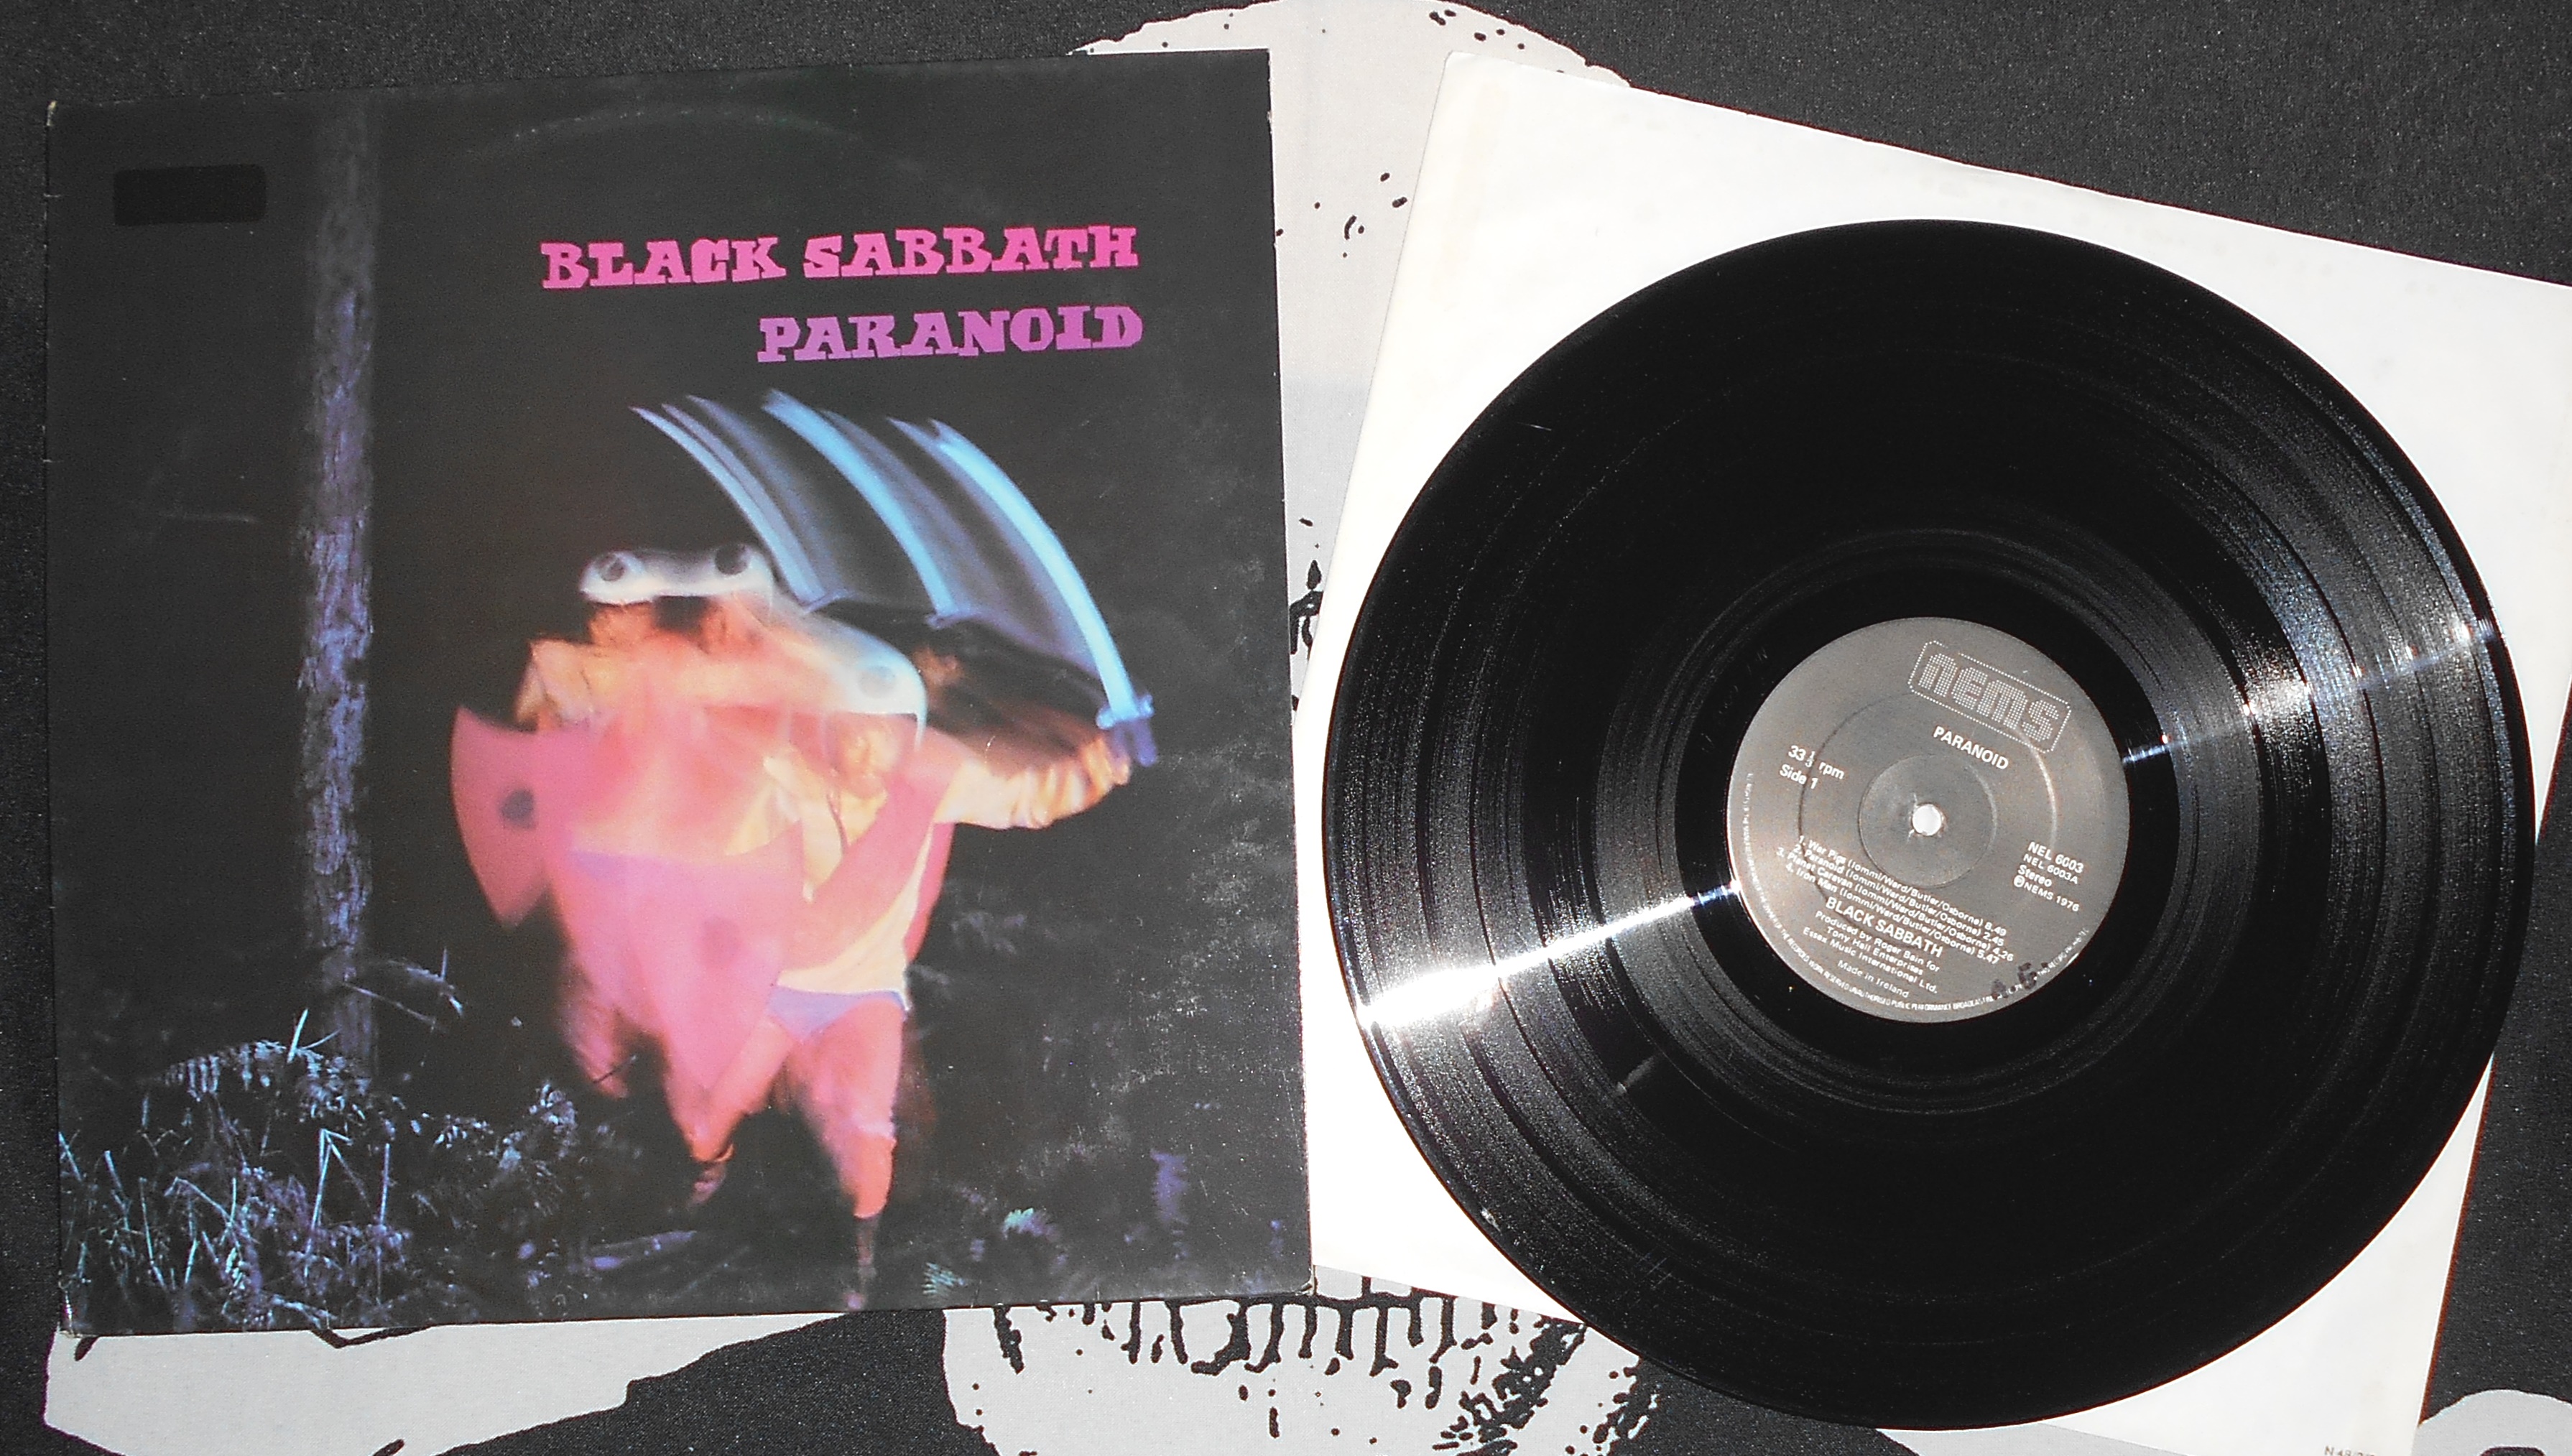 BLACK SABBATH
PARANOID
nems
PARANOID
33 1/3 rpm
Side 1
NEL 6003
NEL 6003A
Stereo
Ⓟ NEMS 1976
1. War Pigs (Iommi/Ward/Butler/Osborne)
2. Paranoid (Iommi/Ward/Butler/Osborne) 2.45
3. Planet Caravan (Iommi/Ward/Butler/Osborne) 4.26
4. Iron Man (Iommi/Ward/Butler/Osborne) 5.47
BLACK SABBATH
Produced by Roger Bain for
Tony Hall Enterprises
Essex Music International Ltd.
Made in Ireland